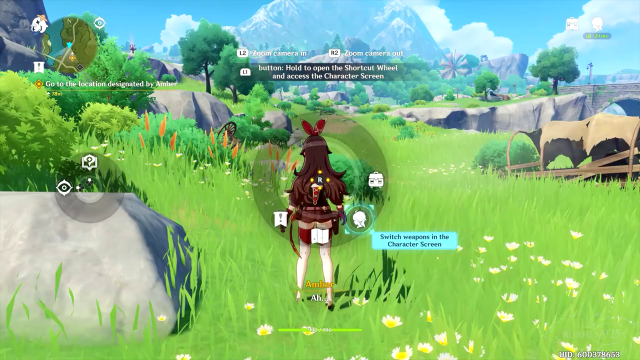 L2 Zoom camera in R2 Zoom camera out
L1 button: Hold to open the Shortcut Wheel
and access the Character Screen
Go to the location designated by Amber
R
Switch weapons in the
Character Screen
Amber
Ah...
UID: 600378653